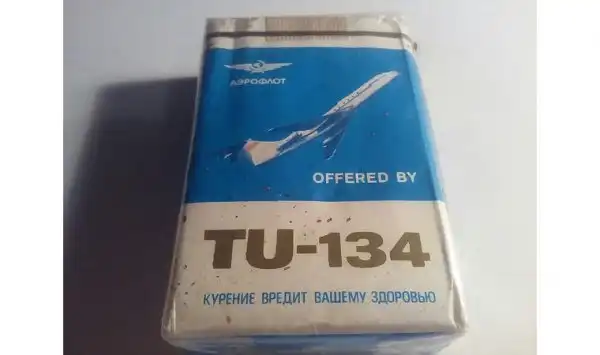 АЭРОФЛОТ
OFFERED BY
TU-134
КУРЕНИЕ ВРЕДИТ ВАШЕМУ ЗДОРОВЬЮ